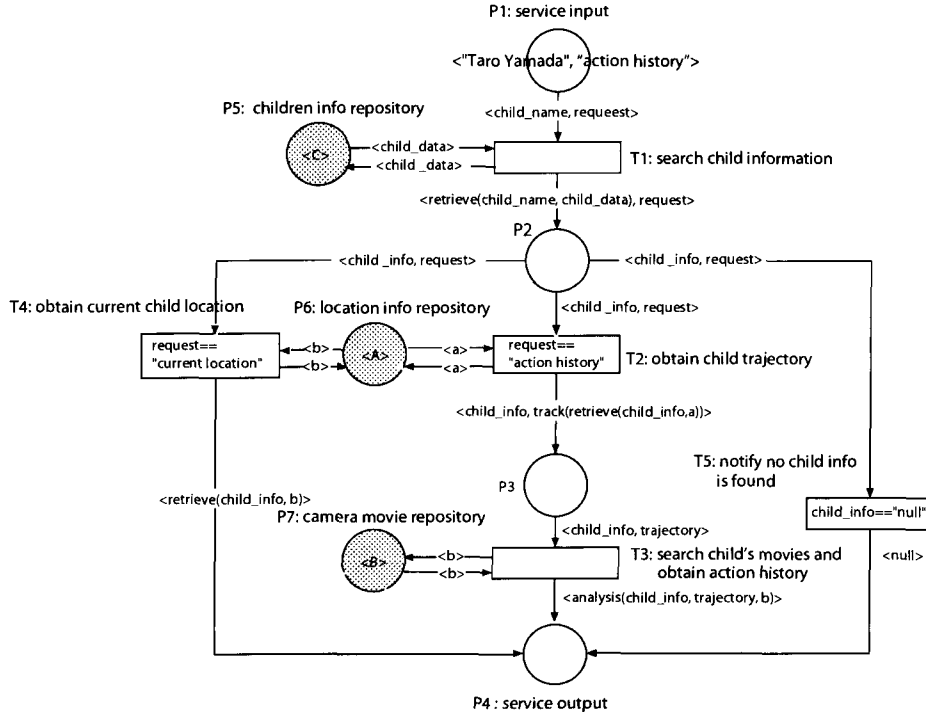 P1: service input
<"Taro Yamada", "action history">
<child_name, requeest>
P5: children info repository
<C>
<child_data>
<child _data>
T1: search child information
<retrieve(child_name, child_data), request>
P2
<child _info, request>
<child _info, request>
<child _info, request>
T4: obtain current child location
P6: location info repository
request==
"current location"
<b>
<b>
<A>
<a>
<a>
request==
"action history"
T2: obtain child trajectory
<child_info, track(retrieve(child_info,a))>
T5: notify no child info
is found
P3
<retrieve(child_info, b)>
child_info=="null"
P7: camera movie repository
<child_info, trajectory>
<B>
<b>
<b>
T3: search child's movies and
obtain action history
<null>
<analysis(child_info, trajectory, b)>
P4 : service output